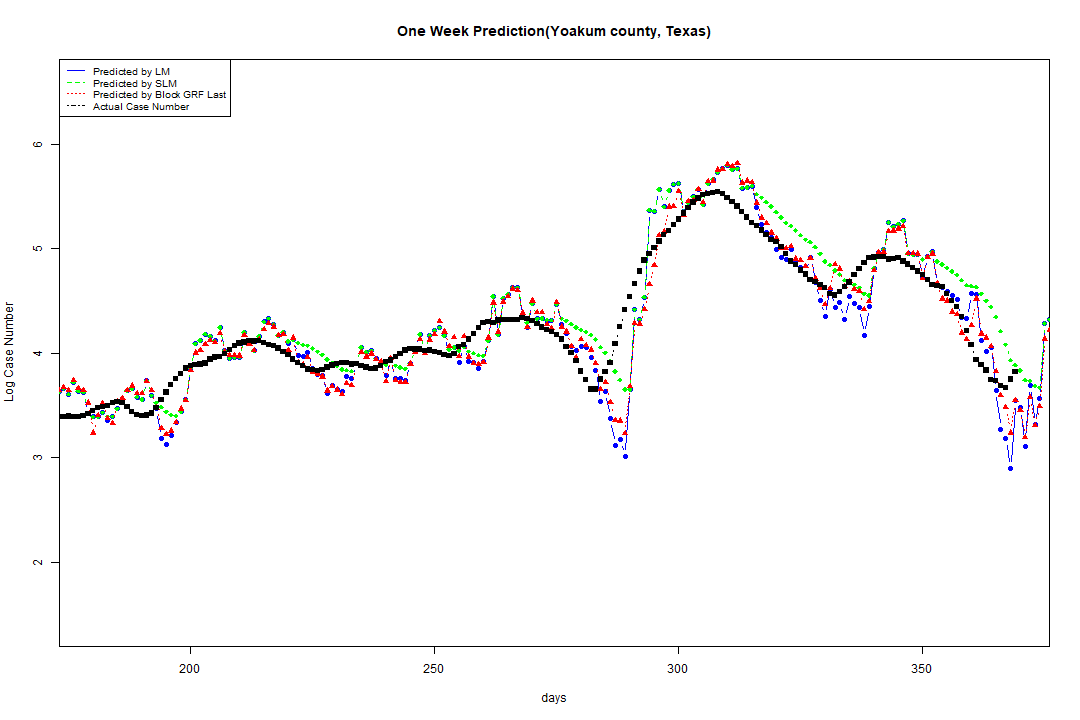 One Week Prediction(Yoakum county, Texas)
Predicted by LM
Predicted by SLM
Predicted by Block GRF Last
Actual Case Number
6
5
4
3
2
Log Case Number
200 250 300 350
days